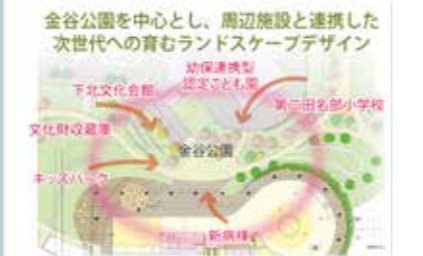 金谷公園を中心とし、周辺施設と連携した
次世代への育むランドスケープデザイン
幼保連携型
認定こども園
下北文化会館
第二田名部小学校
文化財収蔵庫
金谷公園
キッズパーク
新病棟